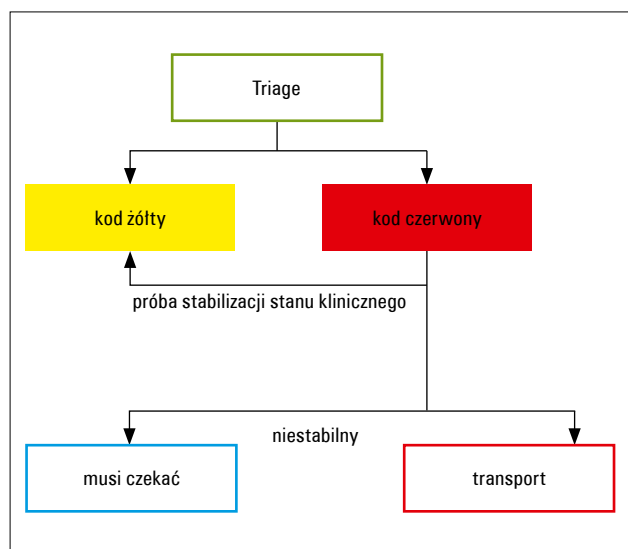 Triage
kod żółty
kod czerwony
próba stabilizacji stanu klinicznego
niestabilny
musi czekać
transport